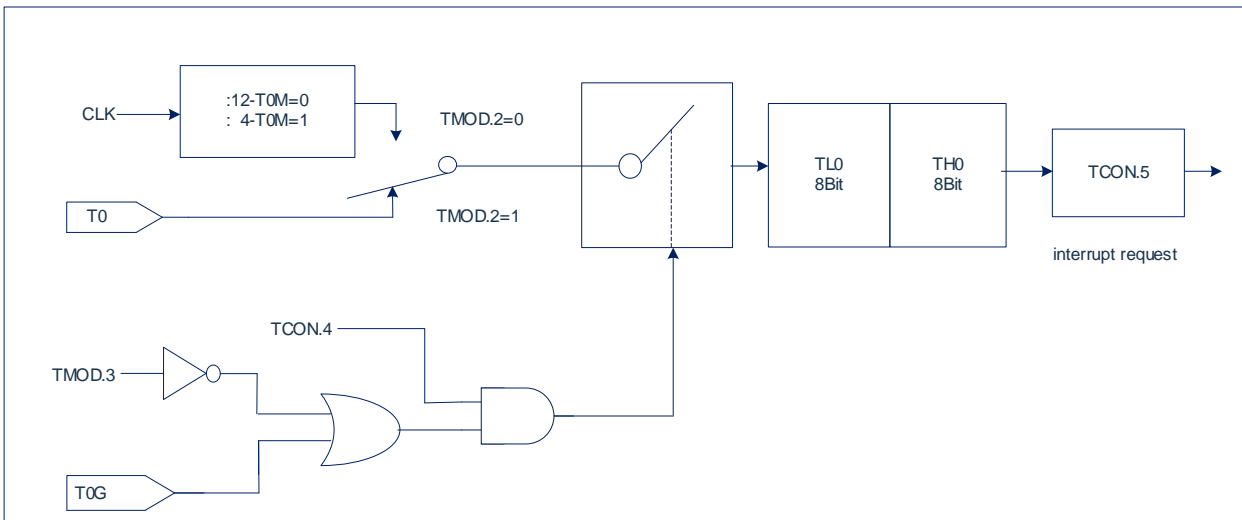 :12-T0M=0
: 4-T0M=1
CLK
TMOD.2=0
T0
TMOD.2=1
TL0
8Bit
TH0
8Bit
TCON.5
interrupt request
TCON.4
TMOD.3
T0G